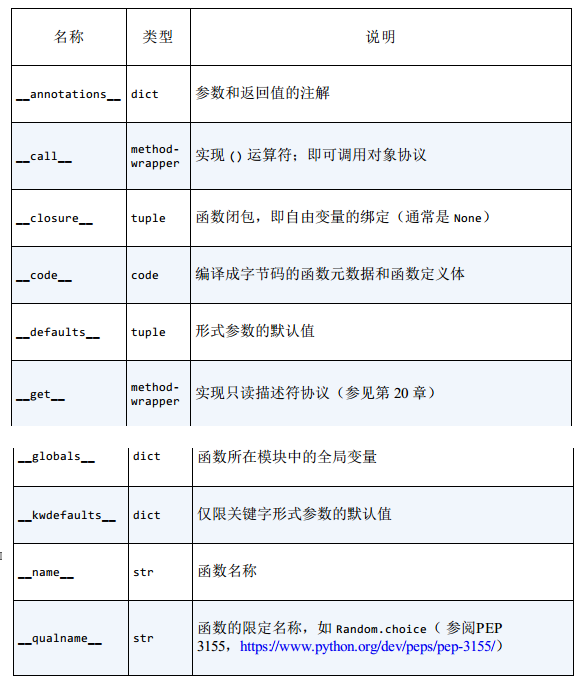 名称 类型 说明
__annotations__ dict 参数和返回值的注解
__call__ method-wrapper 实现 () 运算符；即可调用对象协议
__closure__ tuple 函数闭包，即自由变量的绑定（通常是 None）
__code__ code 编译成字节码的函数元数据和函数定义体
__defaults__ tuple 形式参数的默认值
__get__ method-wrapper 实现只读描述符协议（参见第 20 章）
__globals__ dict 函数所在模块中的全局变量
__kwdefaults__ dict 仅限关键字形式参数的默认值
__name__ str 函数名称
__qualname__ str 函数的限定名称，如 Random.choice（ 参阅PEP
3155，https://www.python.org/dev/peps/pep-3155/）